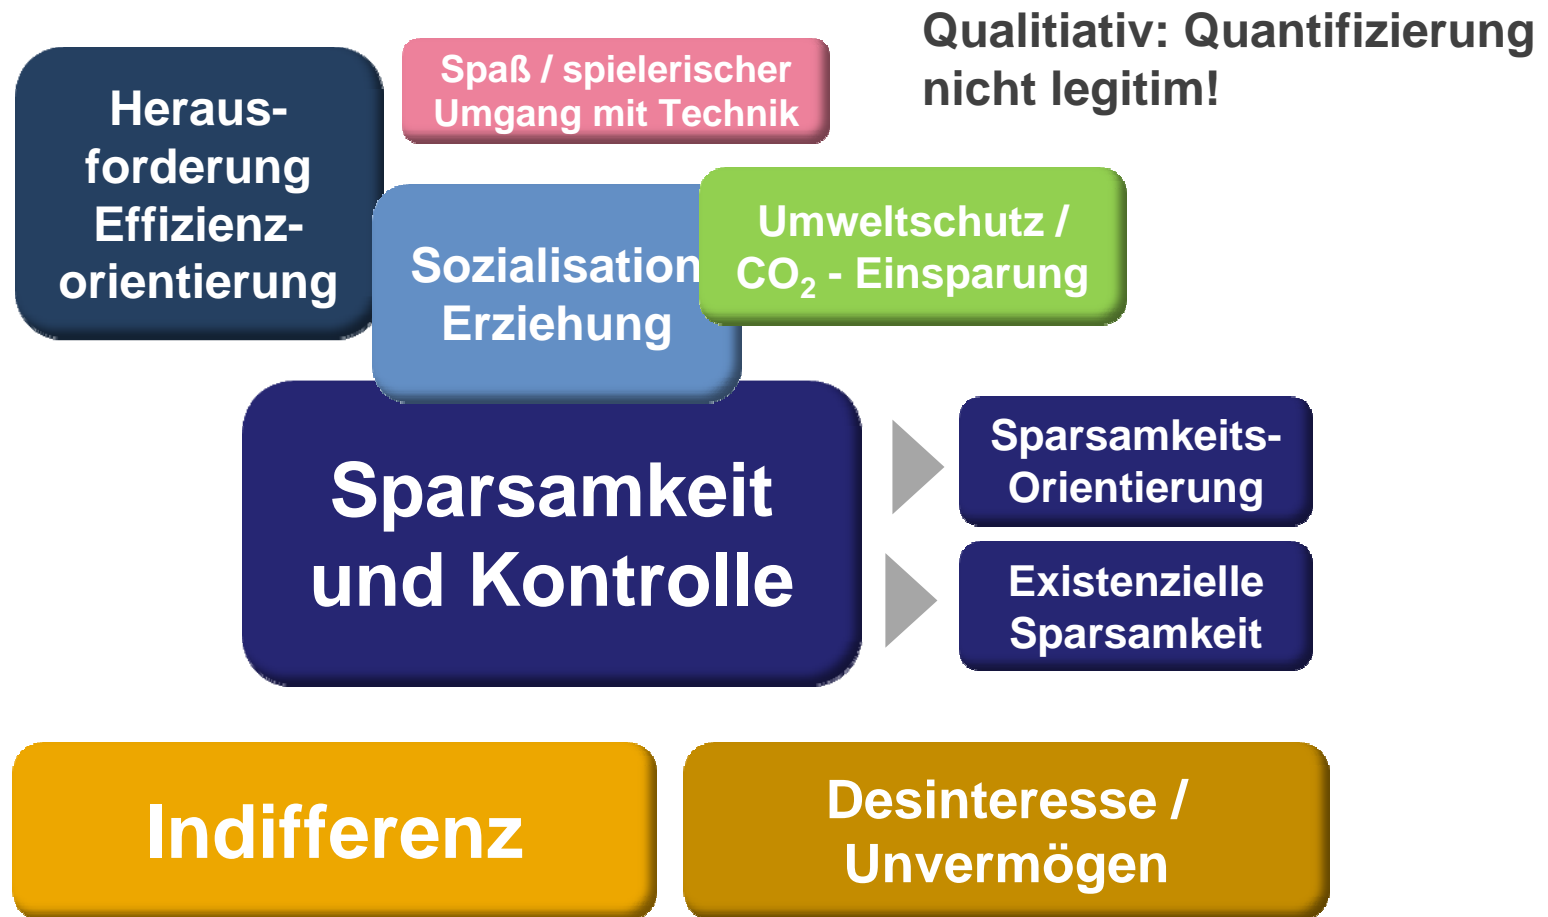 Qualitiativ: Quantifizierung
nicht legitim!
Heraus-
forderung
Effizienz-
orientierung
Spaß / spielerischer
Umgang mit Technik
Sozialisation
Erziehung
Umweltschutz /
CO₂ - Einsparung
Sparsamkeit
und Kontrolle
Sparsamkeits-
Orientierung
Existenzielle
Sparsamkeit
Indifferenz
Desinteresse /
Unvermögen